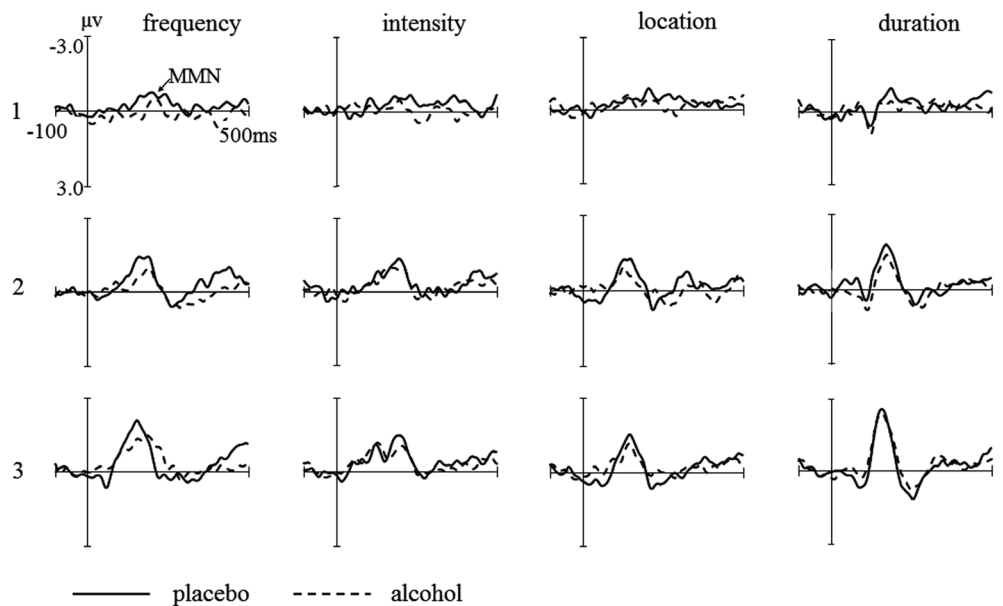 μv frequency intensity location duration
-3.0
MMN
1
-100 500ms
3.0
2
3
placebo alcohol